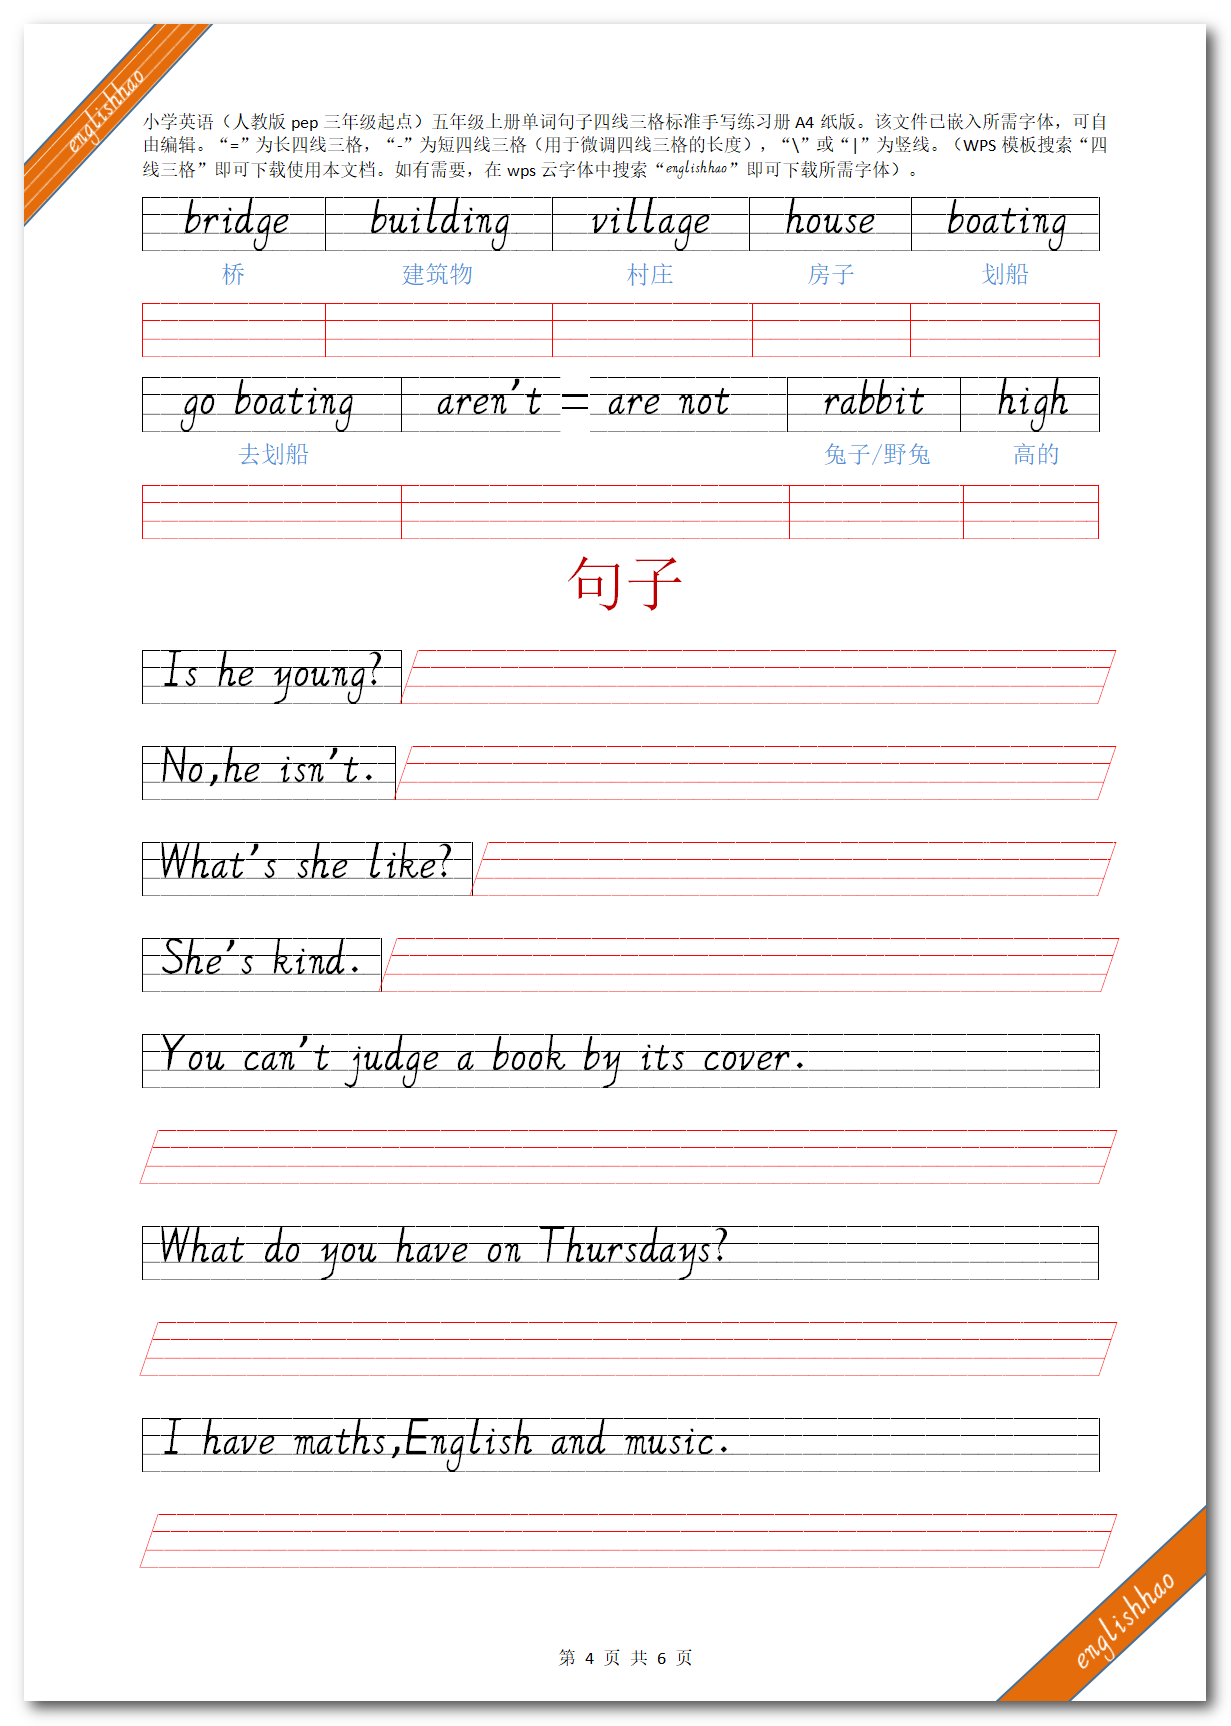 englishhao
小学英语（人教版 pep 三年级起点）五年级上册单词句子四线三格标准手写练习册 A4 纸版。该文件已嵌入所需字体，可自
由编辑。“=”为长四线三格，“-”为短四线三格（用于微调四线三格的长度），“\”或“|”为竖线。（WPS 模板搜索“四
线三格”即可下载使用本文档。如有需要，在 wps 云字体中搜索“englishhao”即可下载所需字体）。
bridge building village house boating
桥 建筑物 村庄 房子 划船
go boating aren't = are not rabbit high
去划船 兔子/野兔 高的
句子
Is he young?
No,he isn't.
What's she like?
She's kind.
You can't judge a book by its cover.
What do you have on Thursdays?
I have maths,English and music.
englishhao
第 4 页 共 6 页